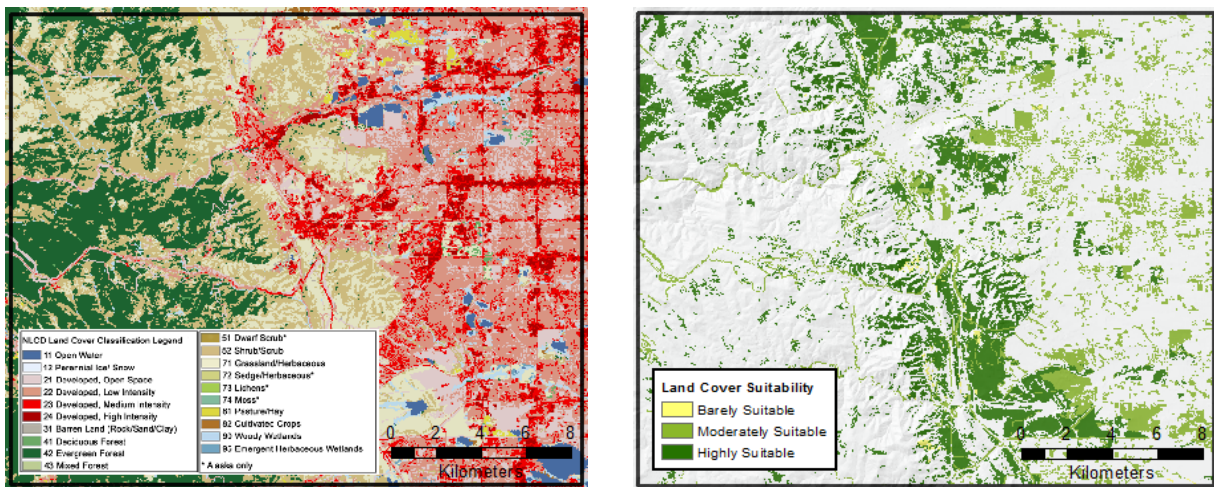 NLCD Land Cover Classification Legend
11 Open Water
12 Perennial Ice/ Snow
21 Developed, Open Space
22 Developed, Low Intensity
23 Developed, Medium Intensity
24 Developed, High Intensity
31 Barren Land (Rock/Sand/Clay)
41 Deciduous Forest
42 Evergreen Forest
43 Mixed Forest
51 Dwarf Scrub*
52 Shrub/Scrub
71 Grassland/Herbaceous
72 Sedge/Herbaceous*
73 Lichens*
74 Moss*
81 Pasture/Hay
82 Cultivated Crops
90 Woody Wetlands
95 Emergent Herbaceous Wetlands
* Alaska only
0 2 4 6 8
Kilometers
Land Cover Suitability
Barely Suitable
Moderately Suitable
Highly Suitable
0 2 4 6 8
Kilometers